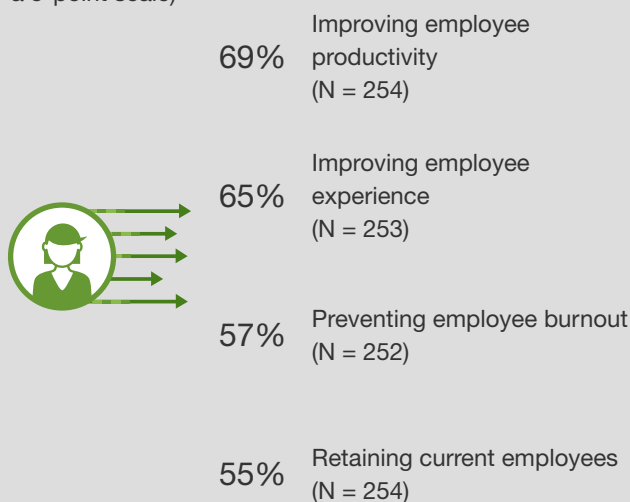 69%
Improving employee
productivity
(N = 254)
65%
Improving employee
experience
(N = 253)
57%
Preventing employee burnout
(N = 252)
55%
Retaining current employees
(N = 254)